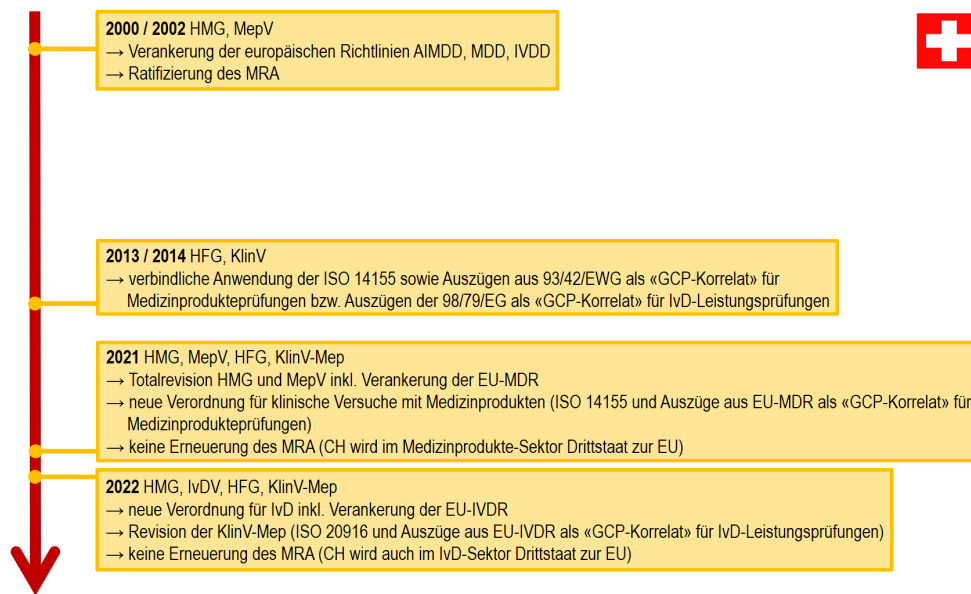 2000 / 2002 HMG, MepV
→ Verankerung der europäischen Richtlinien AIMDD, MDD, IVDD
→ Ratifizierung des MRA
2013 / 2014 HFG, KlinV
→ verbindliche Anwendung der ISO 14155 sowie Auszügen aus 93/42/EWG als «GCP-Korrelat» für
Medizinprodukteprüfungen bzw. Auszügen der 98/79/EG als «GCP-Korrelat» für IvD-Leistungsprüfungen
2021 HMG, MepV, HFG, KlinV-Mep
→ Totalrevision HMG und MepV inkl. Verankerung der EU-MDR
→ neue Verordnung für klinische Versuche mit Medizinprodukten (ISO 14155 und Auszüge aus EU-MDR als «GCP-Korrelat» für
Medizinprodukteprüfungen)
→ keine Erneuerung des MRA (CH wird im Medizinprodukte-Sektor Drittstaat zur EU)
2022 HMG, IvDV, HFG, KlinV-Mep
→ neue Verordnung für IvD inkl. Verankerung der EU-IVDR
→ Revision der KlinV-Mep (ISO 20916 und Auszüge aus EU-IVDR als «GCP-Korrelat» für IvD-Leistungsprüfungen)
→ keine Erneuerung des MRA (CH wird auch im IvD-Sektor Drittstaat zur EU)